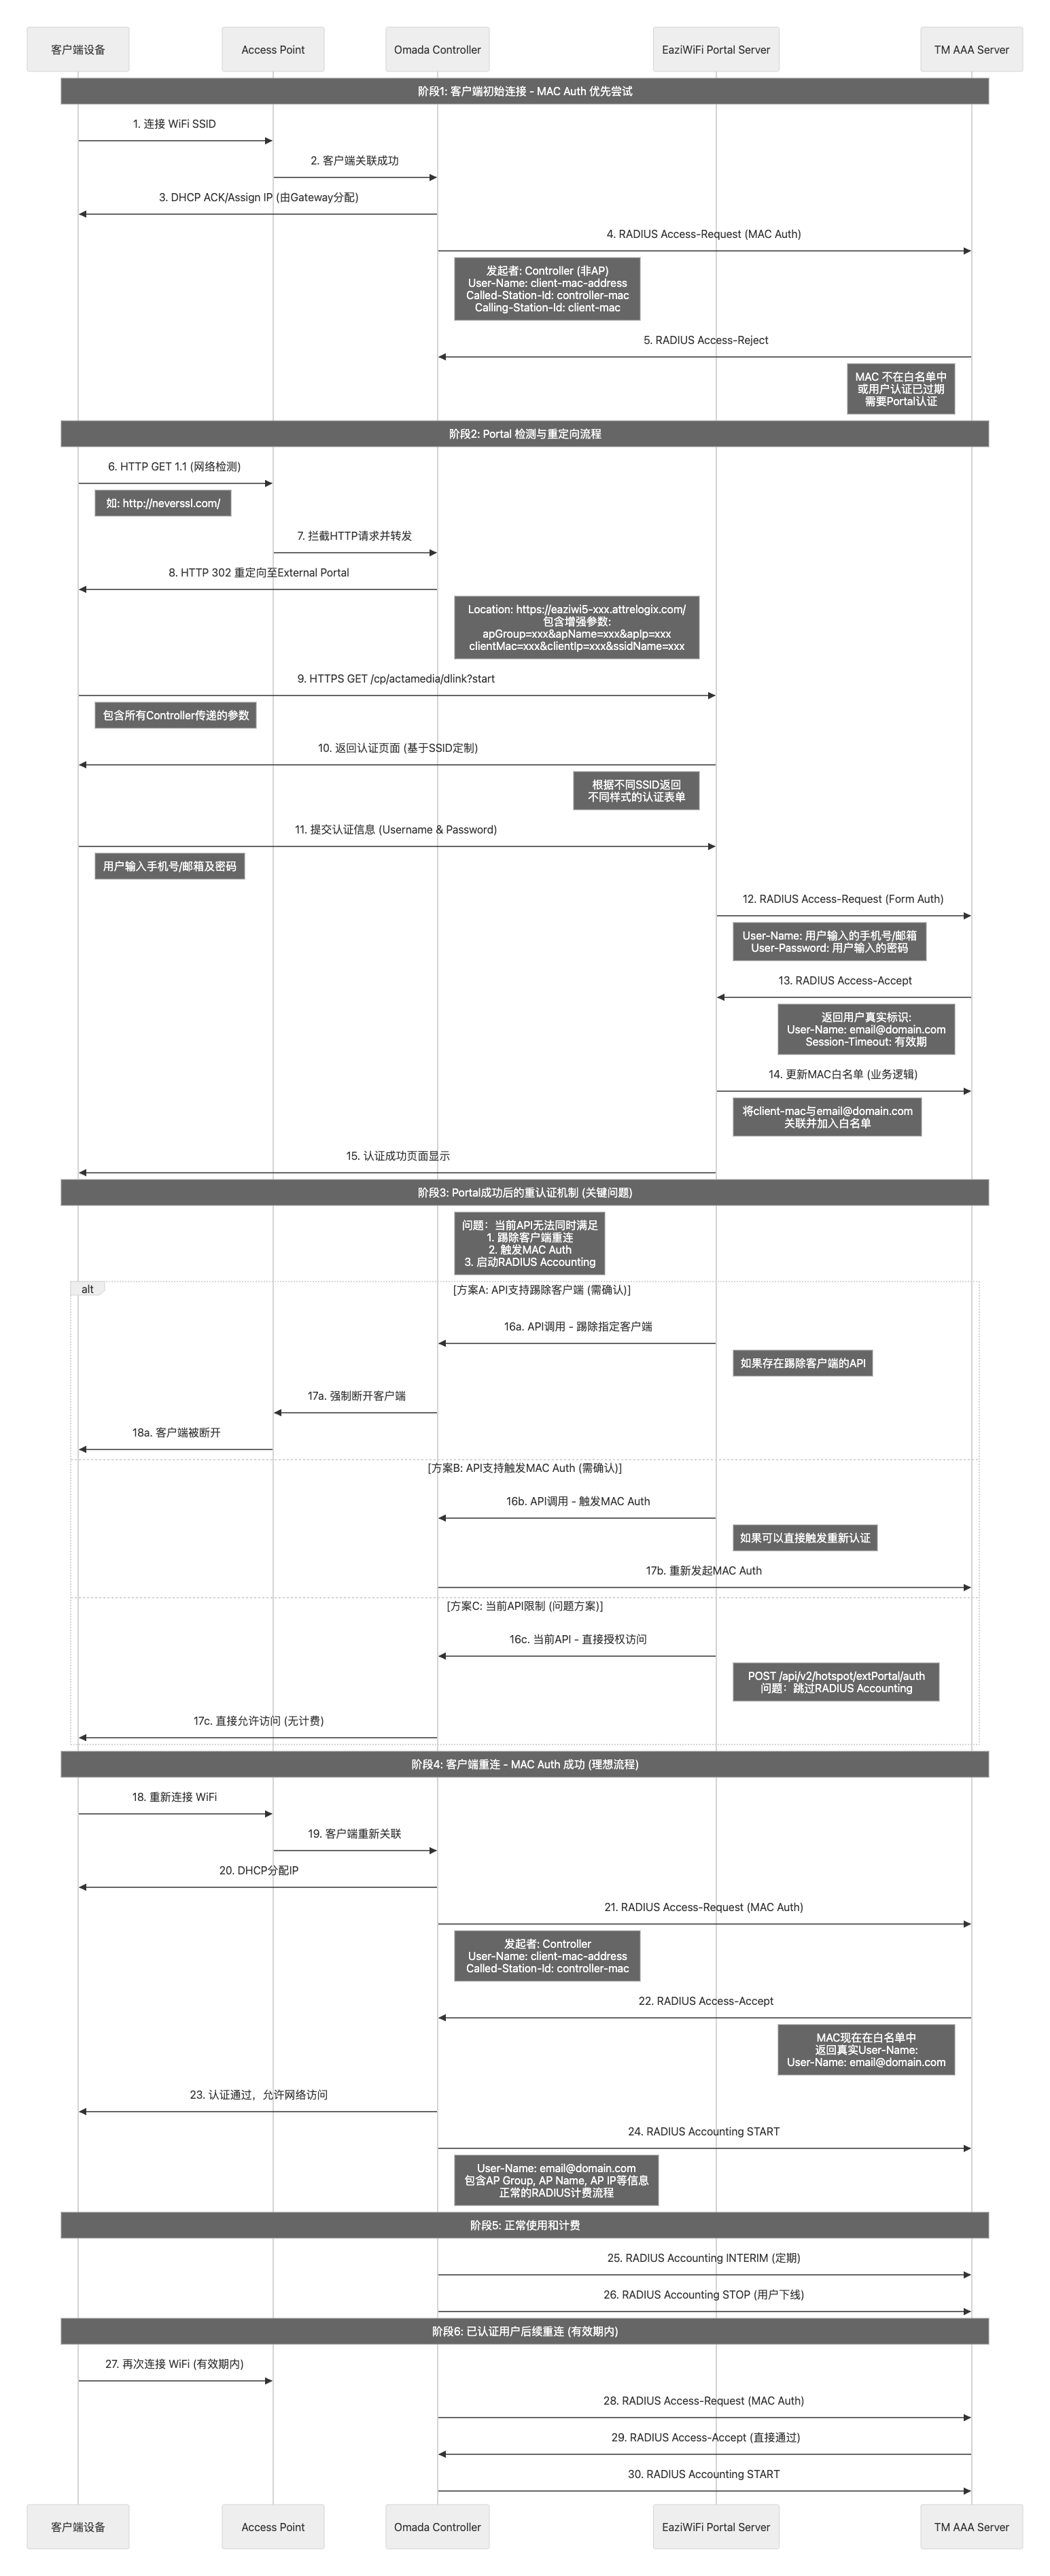 客户端设备
Access Point
Omada Controller
EaziWiFi Portal Server
TM AAA Server
阶段1: 客户端初始连接 - MAC Auth 优先尝试
1. 连接 WiFi SSID
2. 客户端关联成功
3. DHCP ACK/Assign IP (由Gateway分配)
4. RADIUS Access-Request (MAC Auth)
发起者: Controller (非AP)
User-Name: client-mac-address
Called-Station-Id: controller-mac
Calling-Station-Id: client-mac
5. RADIUS Access-Reject
MAC 不在白名单中
或用户认证已过期
需要Portal认证
阶段2: Portal 检测与重定向流程
6. HTTP GET 1.1 (网络检测)
如: http://neverssl.com/
7. 拦截HTTP请求并转发
8. HTTP 302 重定向至External Portal
Location: https://eaziwi5-xxx.attrelogix.com/
包含增强参数:
apGroup=xxx&apName=xxx&apIp=xxx
clientMac=xxx&clientIp=xxx&ssidName=xxx
9. HTTPS GET /cp/actamedia/dlink?start
包含所有Controller传递的参数
10. 返回认证页面 (基于SSID定制)
根据不同SSID返回
不同样式的认证表单
11. 提交认证信息 (Username & Password)
用户输入手机号/邮箱及密码
12. RADIUS Access-Request (Form Auth)
User-Name: 用户输入的手机号/邮箱
User-Password: 用户输入的密码
13. RADIUS Access-Accept
返回用户真实标识:
User-Name: email@domain.com
Session-Timeout: 有效期
14. 更新MAC白名单 (业务逻辑)
将client-mac与email@domain.com
关联并加入白名单
15. 认证成功页面显示
阶段3: Portal成功后的重认证机制 (关键问题)
问题：当前API无法同时满足
1. 踢除客户端重连
2. 触发MAC Auth
3. 启动RADIUS Accounting
alt
[方案A: API支持踢除客户端 (需确认)]
16a. API调用 - 踢除指定客户端
如果存在踢除客户端的API
17a. 强制断开客户端
18a. 客户端被断开
[方案B: API支持触发MAC Auth (需确认)]
16b. API调用 - 触发MAC Auth
如果可以直接触发重新认证
17b. 重新发起MAC Auth
[方案C: 当前API限制 (问题方案)]
16c. 当前API - 直接授权访问
POST /api/v2/hotspot/extPortal/auth
问题：跳过RADIUS Accounting
17c. 直接允许访问 (无计费)
阶段4: 客户端重连 - MAC Auth 成功 (理想流程)
18. 重新连接 WiFi
19. 客户端重新关联
20. DHCP分配IP
21. RADIUS Access-Request (MAC Auth)
发起者: Controller
User-Name: client-mac-address
Called-Station-Id: controller-mac
22. RADIUS Access-Accept
MAC现在在白名单中
返回真实User-Name:
User-Name: email@domain.com
23. 认证通过，允许网络访问
24. RADIUS Accounting START
User-Name: email@domain.com
包含AP Group, AP Name, AP IP等信息
正常的RADIUS计费流程
阶段5: 正常使用和计费
25. RADIUS Accounting INTERIM (定期)
26. RADIUS Accounting STOP (用户下线)
阶段6: 已认证用户后续重连 (有效期内)
27. 再次连接 WiFi (有效期内)
28. RADIUS Access-Request (MAC Auth)
29. RADIUS Access-Accept (直接通过)
30. RADIUS Accounting START
客户端设备
Access Point
Omada Controller
EaziWiFi Portal Server
TM AAA Server